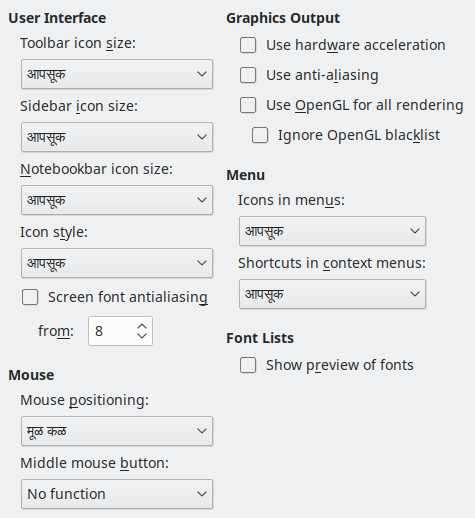 User Interface
Toolbar icon size:
आपसूक
Sidebar icon size:
आपसूक
Notebookbar icon size:
आपसूक
Icon style:
आपसूक
Screen font antialiasing
from: 8
Mouse
Mouse positioning:
मूळ कळ
Middle mouse button:
No function
Graphics Output
Use hardware acceleration
Use anti-aliasing
Use OpenGL for all rendering
Ignore OpenGL blacklist
Menu
Icons in menus:
आपसूक
Shortcuts in context menus:
आपसूक
Font Lists
Show preview of fonts